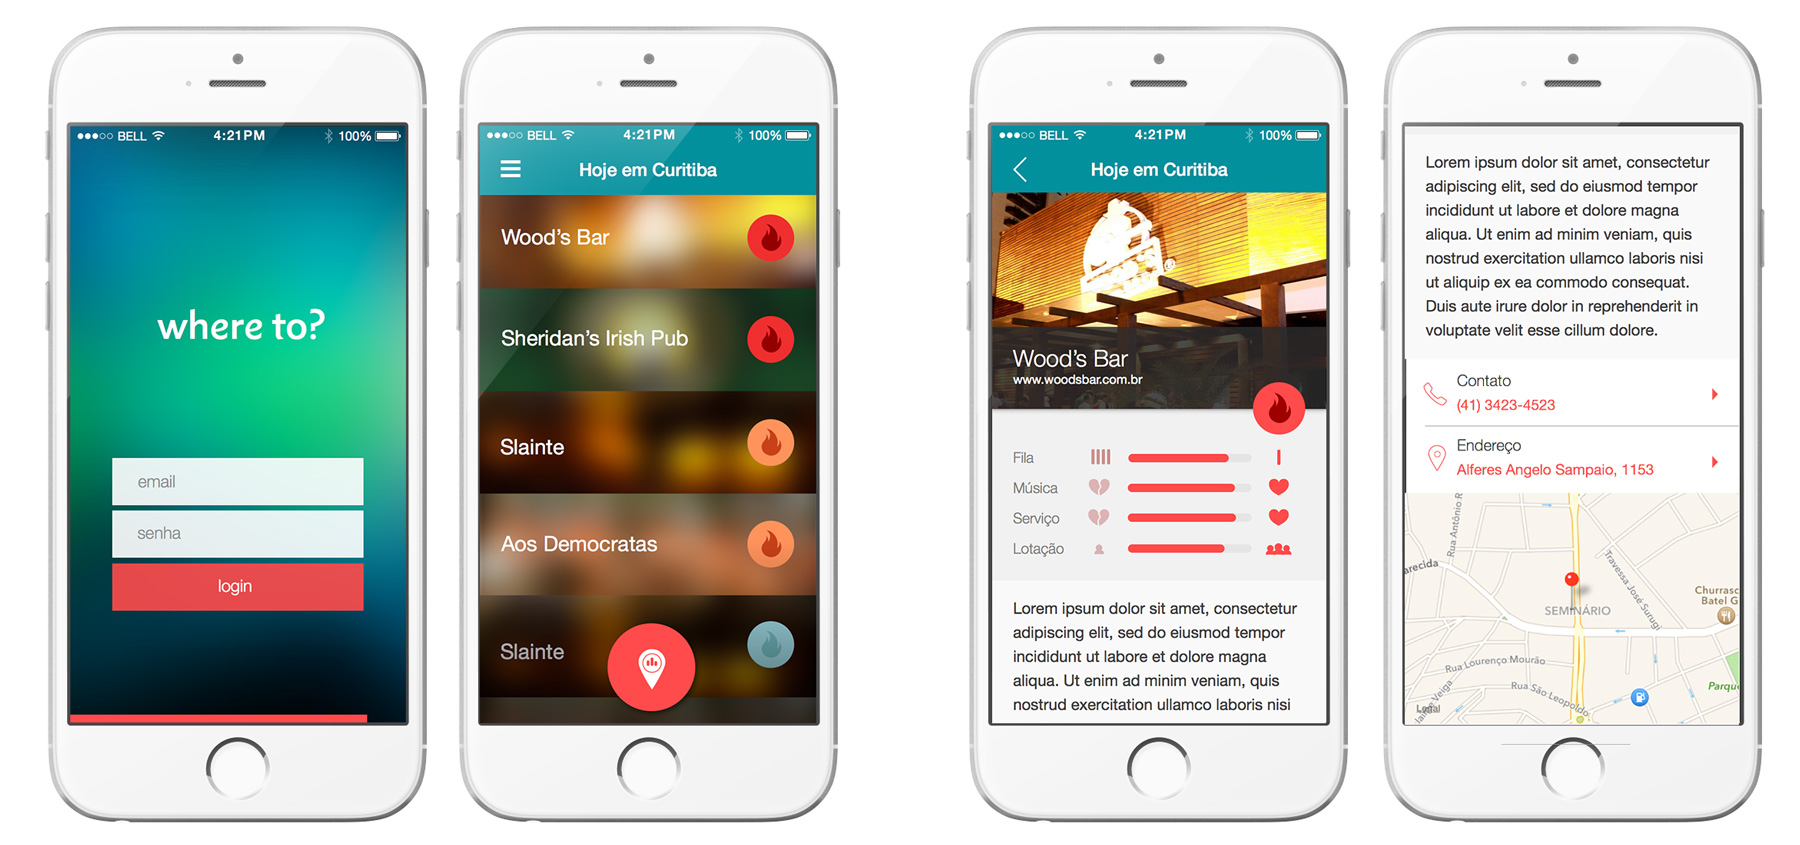 ●●●○○ BELL 4:21PM 100%
where to?
email
senha
login
●●●○○ BELL 4:21PM 100%
Hoje em Curitiba
Wood's Bar
Sheridan's Irish Pub
Slainte
Aos Democratas
Slainte
●●●○○ BELL 4:21PM 100%
Hoje em Curitiba
Wood's Bar
www.woodsbar.com.br
Fila
Música
Serviço
Lotação
Lorem ipsum dolor sit amet, consectetur
adipiscing elit, sed do eiusmod tempor
incididunt ut labore et dolore magna
aliqua. Ut enim ad minim veniam, quis
nostrud exercitation ullamco laboris nisi
Lorem ipsum dolor sit amet, consectetur
adipiscing elit, sed do eiusmod tempor
incididunt ut labore et dolore magna
aliqua. Ut enim ad minim veniam, quis
nostrud exercitation ullamco laboris nisi
ut aliquip ex ea commodo consequat.
Duis aute irure dolor in reprehenderit in
voluptate velit esse cillum dolore.
Contato
(41) 3423-4523
Endereço
Alferes Angelo Sampaio, 1153
Rua Antônio R
arecida
Travessa José Surugi
Churrasc
Batel G
SEMINÁRIO
Rua Lourenço Mourão
Rua São Leopoldo
Parqu
Veiga
Legal